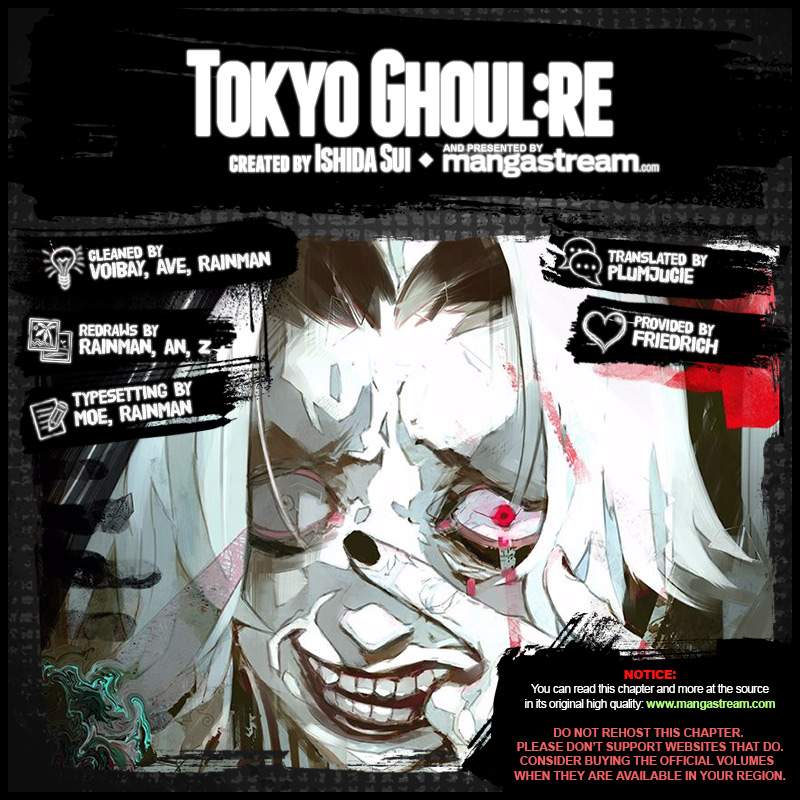 TOKYO GHOUL:RE
CREATED BY ISHIDA SUI ◆ AND PRESENTED BY mangastream.com
CLEANED BY
VOIBAY, AVE, RAINMAN
REDRAWS BY
RAINMAN, AN, Z
TYPESETTING BY
MOE, RAINMAN
TRANSLATED BY
PLUMJUCIE
PROVIDED BY
FRIEDRICH
NOTICE:
You can read this chapter and more at the source
in its original high quality: www.mangastream.com
DO NOT REHOST THIS CHAPTER.
PLEASE DON'T SUPPORT WEBSITES THAT DO.
CONSIDER BUYING THE OFFICIAL VOLUMES
WHEN THEY ARE AVAILABLE IN YOUR REGION.